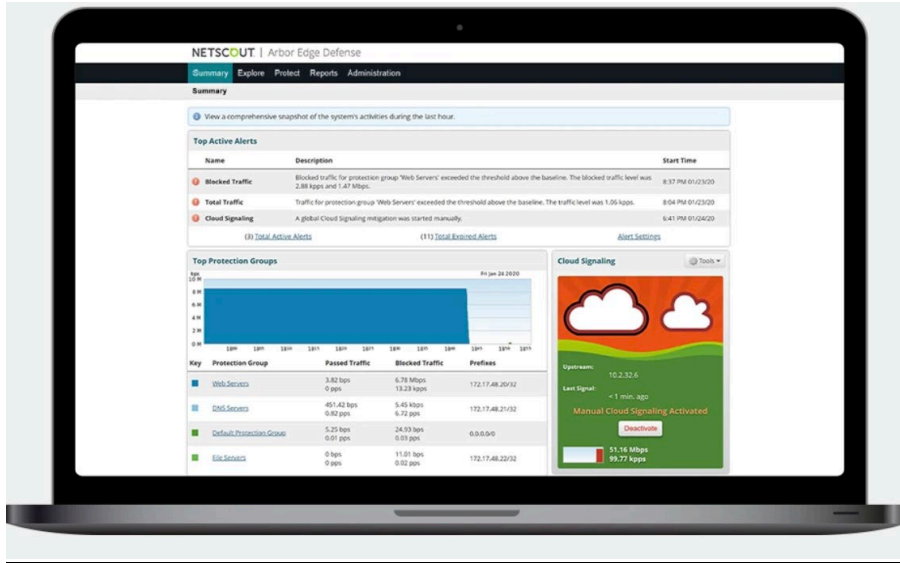 NETSCOUT | Arbor Edge Defense
Summary Explore Protect Reports Administration
Summary
View a comprehensive snapshot of the system's activities during the last hour.
Top Active Alerts
Name Description Start Time
Blocked Traffic Blocked traffic for protection group 'Web Servers' exceeded the threshold above the baseline. The blocked traffic level was 8:37 PM 01/23/20
2.88 kpps and 1.47 Mbps.
Total Traffic Traffic for protection group 'Web Servers' exceeded the threshold above the baseline. The traffic level was 1.06 kpps. 8:04 PM 01/23/20
Cloud Signaling A global Cloud Signaling mitigation was started manually. 6:41 PM 01/24/20
(3) Total Active Alerts (11) Total Expired Alerts Alert Settings
Top Protection Groups
bps Fri Jan 24 2020
10 M
8 M
6 M
4 M
2 M
0 M
Key Protection Group Passed Traffic Blocked Traffic Prefixes
Web Servers 3.82 bps 6.78 Mbps 172.17.48.20/32
0 pps 13.23 kpps
DNS Servers 451.42 bps 5.45 kbps 172.17.48.21/32
0.82 pps 6.72 pps
Default Protection Group 5.25 bps 24.93 bps 0.0.0.0/0
0.01 pps 0.03 pps
File Servers 0 bps 11.01 bps 172.17.48.22/32
0 pps 0.02 pps
Cloud Signaling Tools
Upstream:
10.2.32.6
Last Signal:
< 1 min. ago
Manual Cloud Signaling Activated
Deactivate
51.16 Mbps
99.77 kpps